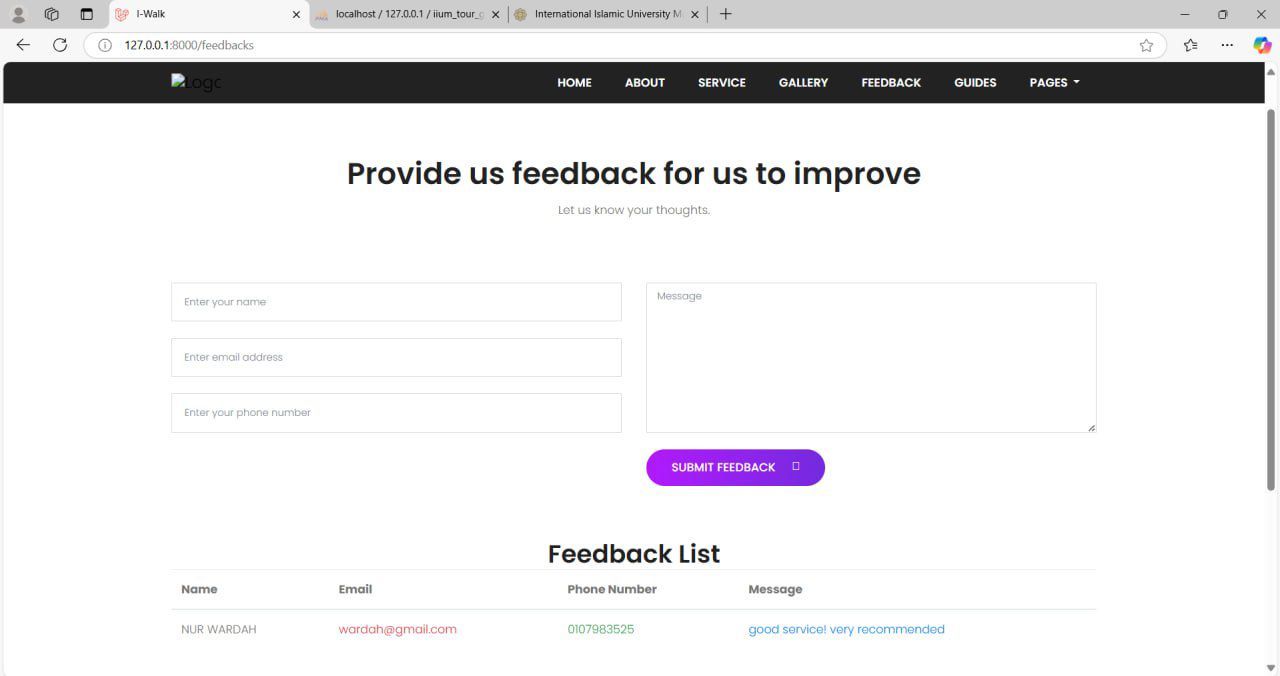 I-Walk
localhost / 127.0.0.1 / iium_tour_g
International Islamic University M
127.0.0.1:8000/feedbacks
Logo
HOME ABOUT SERVICE GALLERY FEEDBACK GUIDES PAGES
Provide us feedback for us to improve
Let us know your thoughts.
Enter your name
Message
Enter email address
Enter your phone number
SUBMIT FEEDBACK
Feedback List
Name Email Phone Number Message
NUR WARDAH wardah@gmail.com 0107983525 good service! very recommended